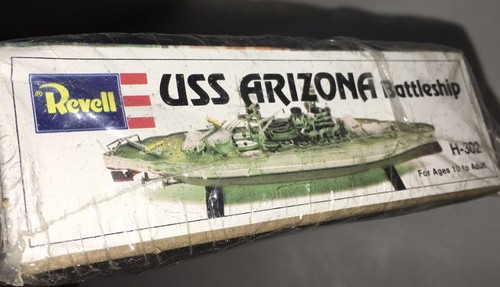 Revell
USS ARIZONA Battleship
H-302
For Ages 10 to Adult